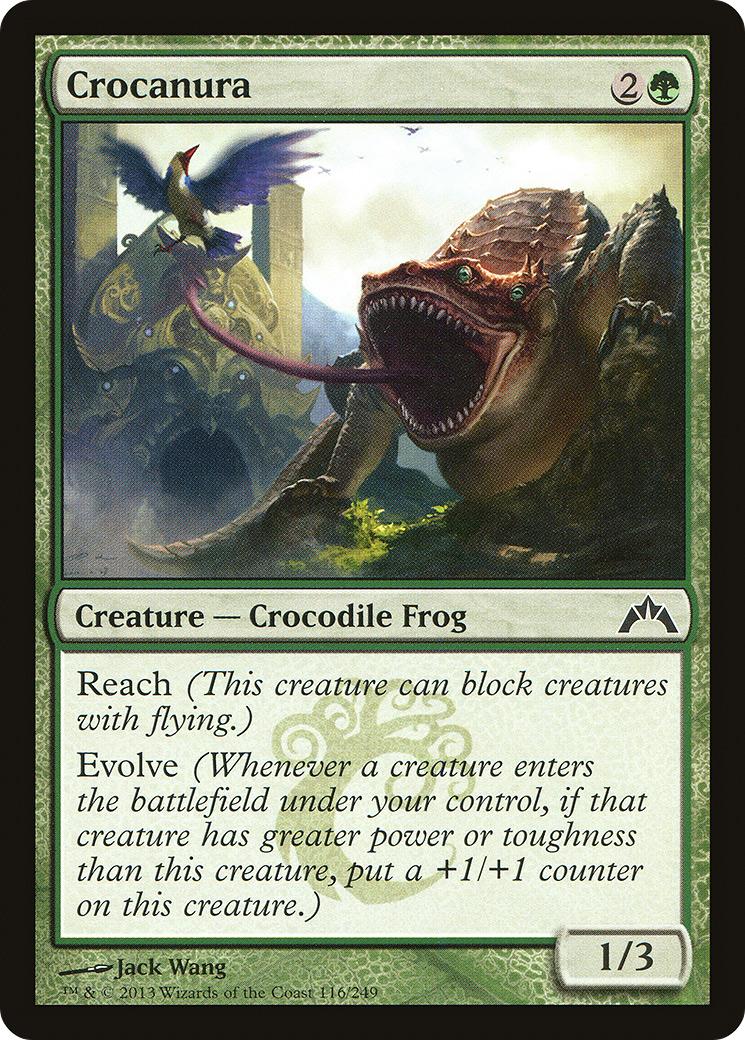 Crocanura 2
Creature — Crocodile Frog
Reach (This creature can block creatures
with flying.)
Evolve (Whenever a creature enters
the battlefield under your control, if that
creature has greater power or toughness
than this creature, put a +1/+1 counter
on this creature.)
1/3
Jack Wang
™ & © 2013 Wizards of the Coast 116/249